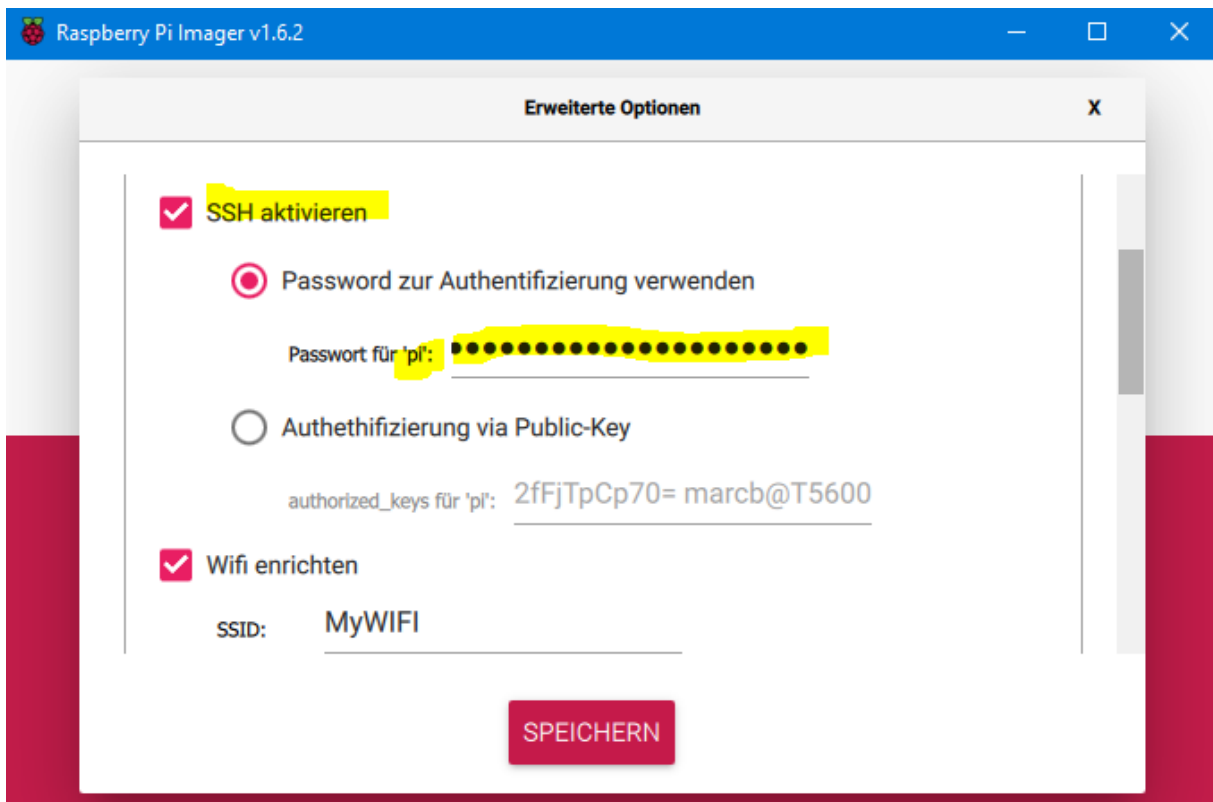 Raspberry Pi Imager v1.6.2
Erweiterte Optionen X
SSH aktivieren
Password zur Authentifizierung verwenden
Passwort für 'pi': ●●●●●●●●●●●●●●●●●●●●●
Authethifizierung via Public-Key
authorized_keys für 'pi': 2fFjTpCp70= marcb@T5600
Wifi enrichten
SSID: MyWIFI
SPEICHERN